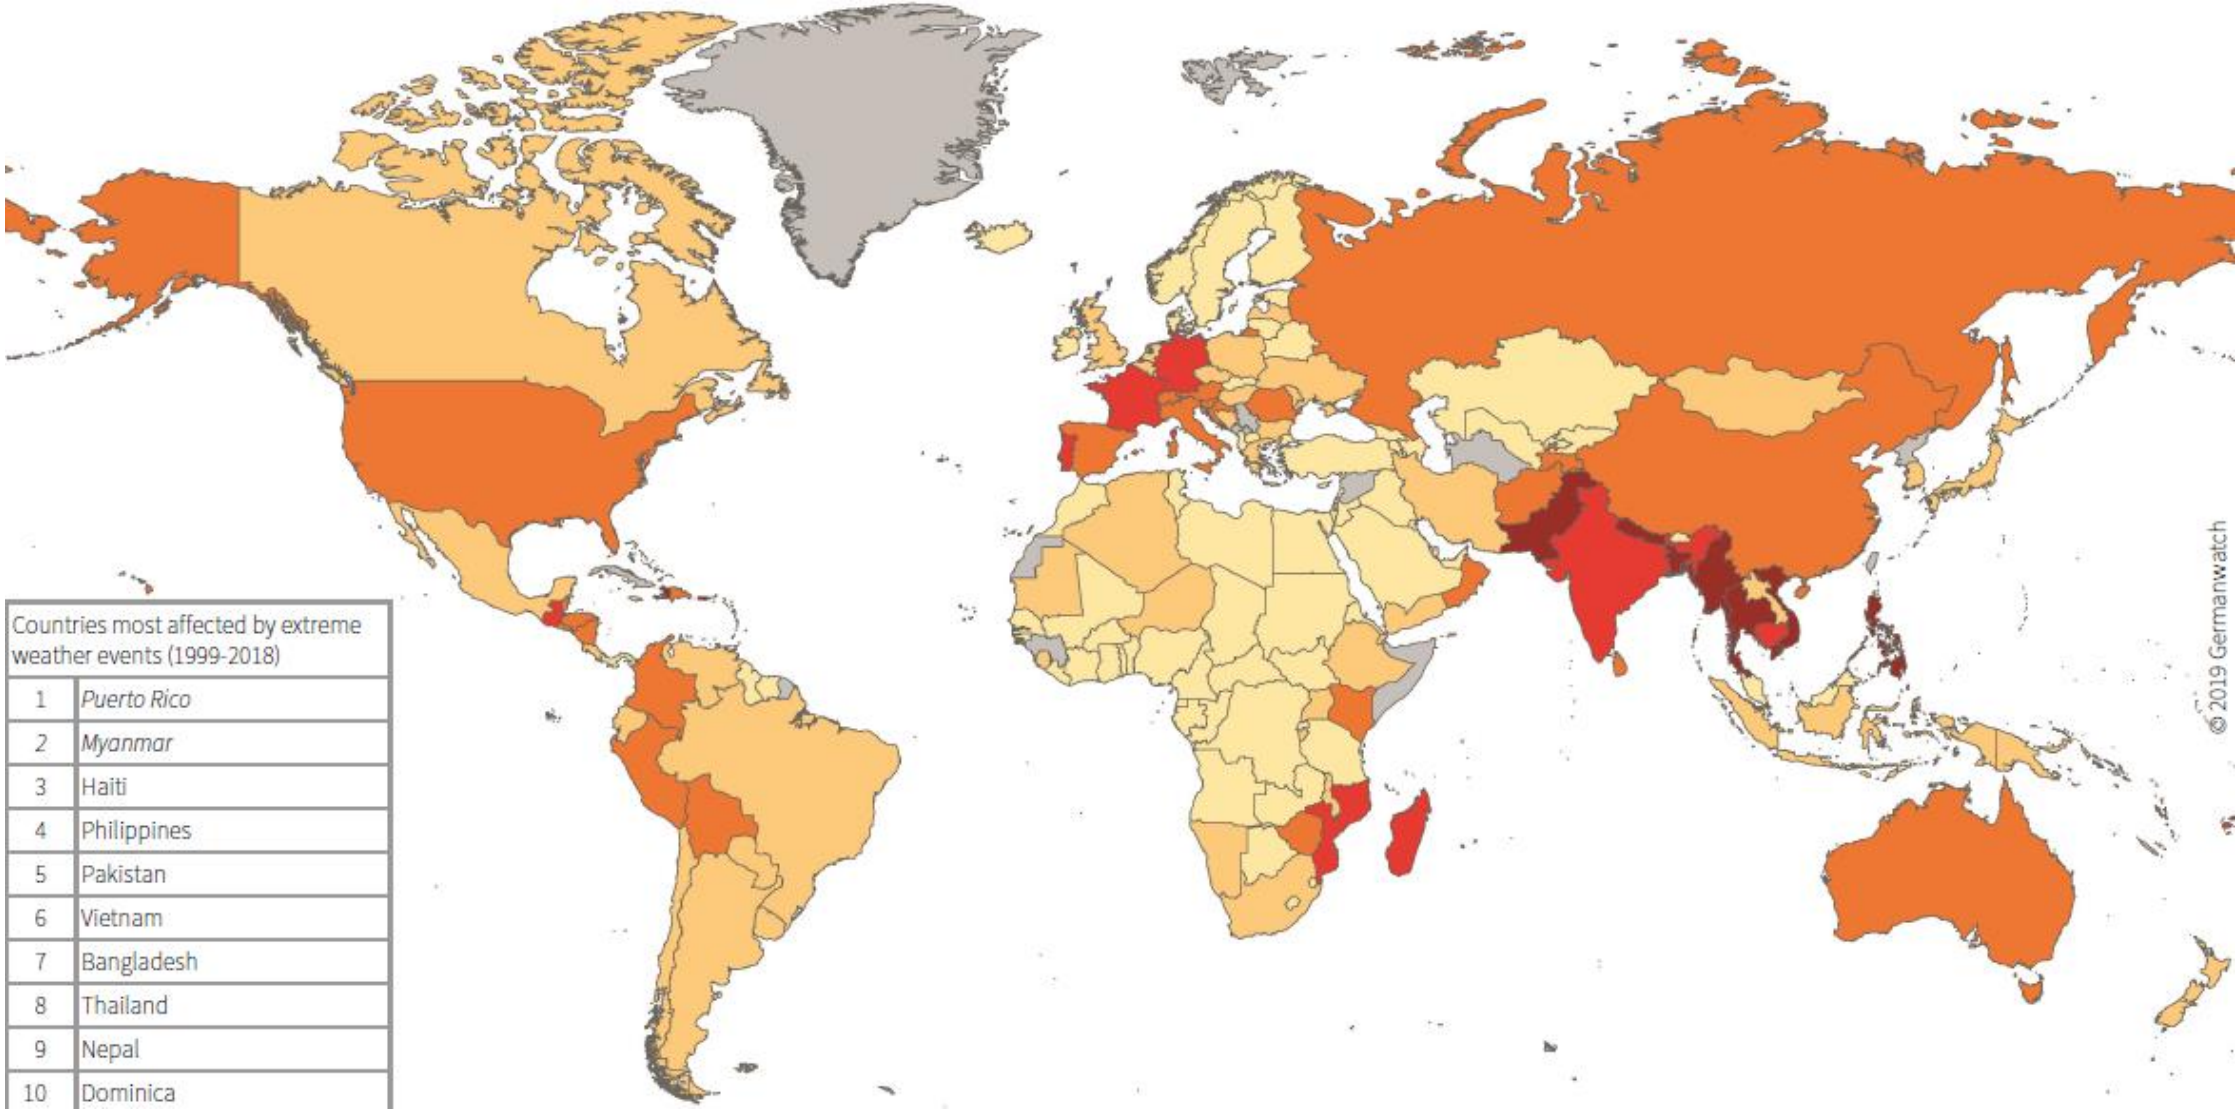 Countries most affected by extreme
weather events (1999-2018)
1 Puerto Rico
2 Myanmar
3 Haiti
4 Philippines
5 Pakistan
6 Vietnam
7 Bangladesh
8 Thailand
9 Nepal
10 Dominica
© 2019 Germanwatch